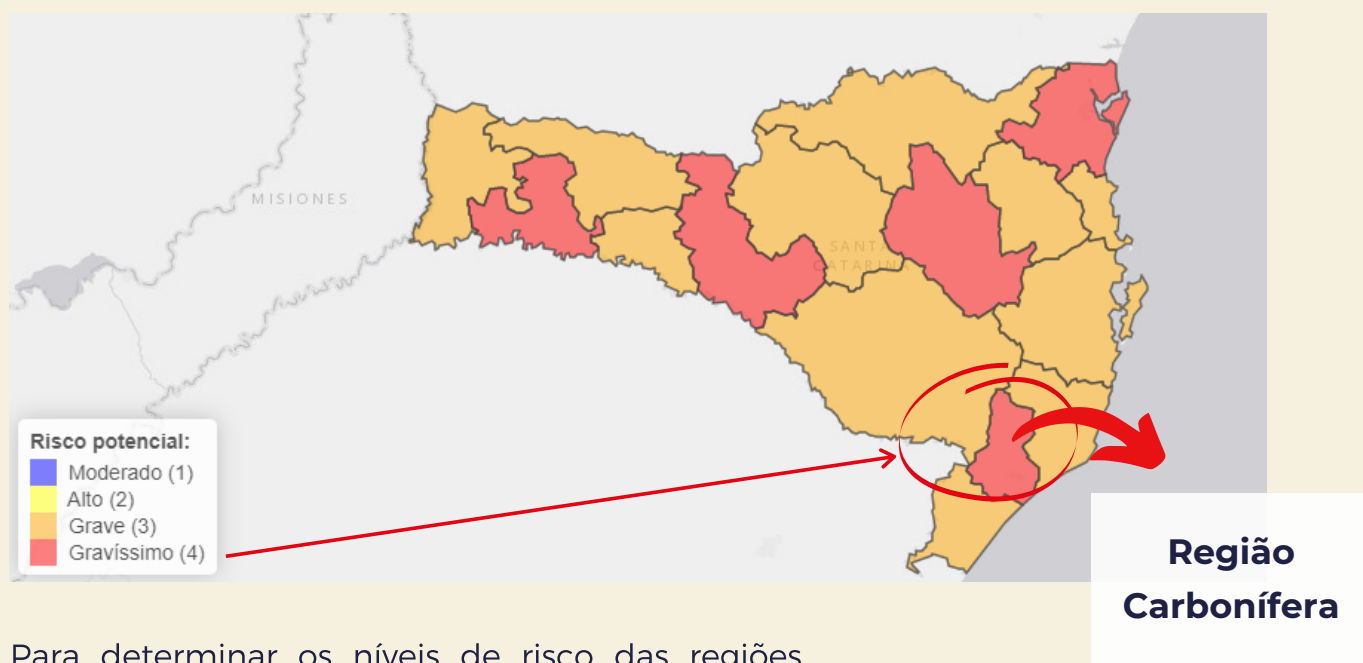 MISIONES
SANTA
CATARINA
Risco potencial:
Moderado (1)
Alto (2)
Grave (3)
Gravíssimo (4)
Região
Carbonífera
Para determinar os níveis de risco das regiões